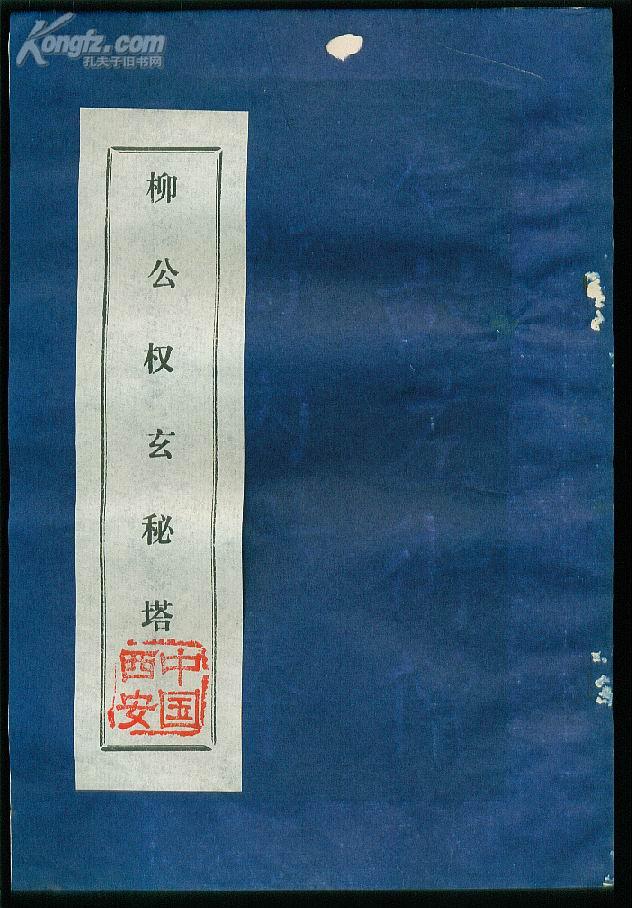 Kongfz.com
孔夫子旧书网
柳公权玄秘塔
中国
西安